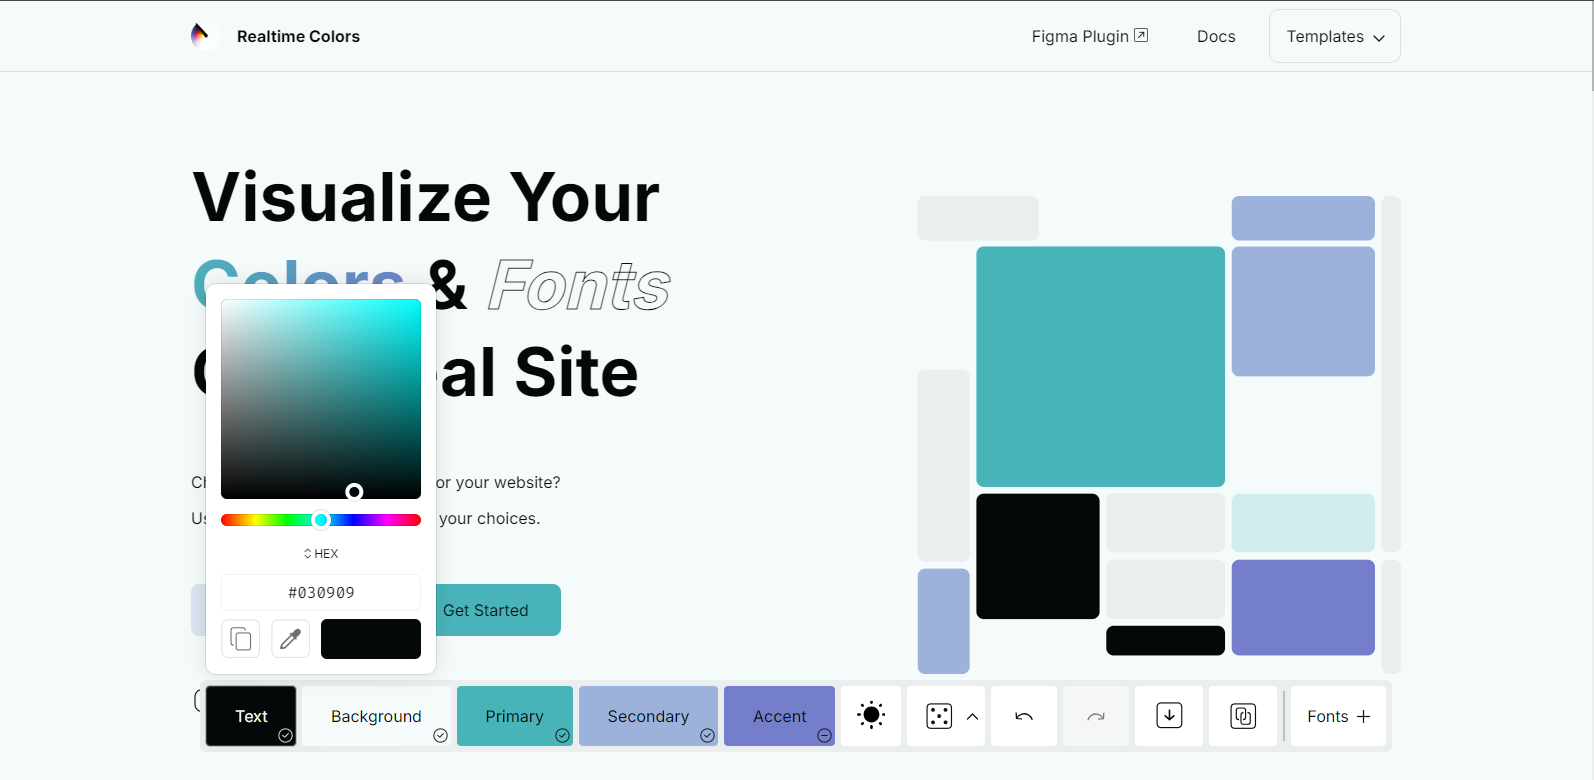 Realtime Colors
Figma Plugin
Docs
Templates
Visualize Your
Colors & Fonts
al Site
or your website?
Us
your choices.
HEX
#030909
Get Started
Text
Background
Primary
Secondary
Accent
Fonts